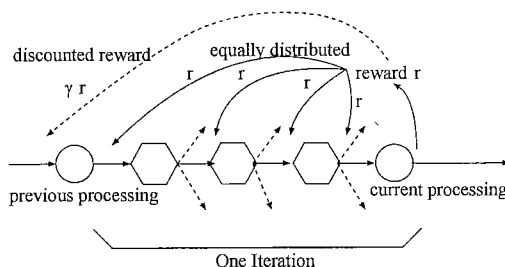 discounted reward
equally distributed
γ r
r
r
r
reward r
r
previous processing
current processing
One Iteration